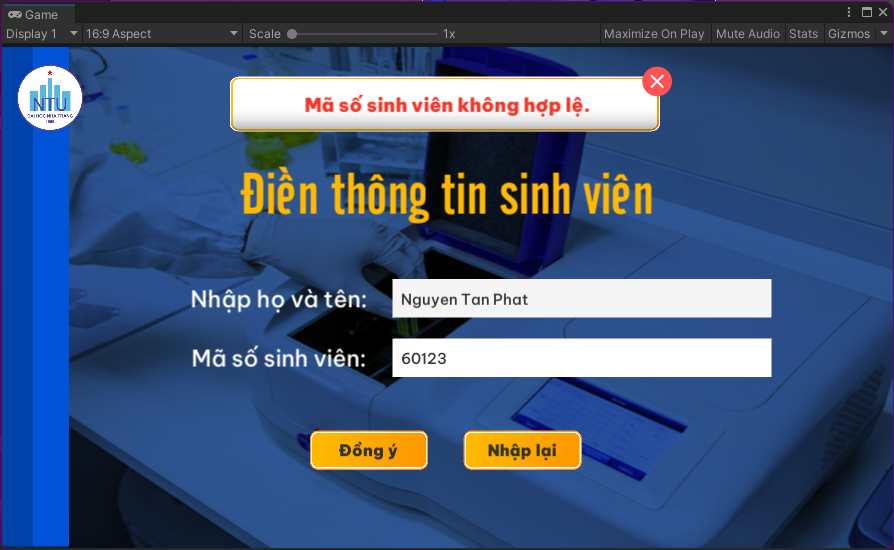 Game
Display 1 16:9 Aspect Scale 1x Maximize On Play Mute Audio Stats Gizmos
NTU
ĐẠI HỌC NHA TRANG
1959
Mã số sinh viên không hợp lệ.
Điền thông tin sinh viên
Nhập họ và tên: Nguyen Tan Phat
Mã số sinh viên: 60123
Đồng ý Nhập lại